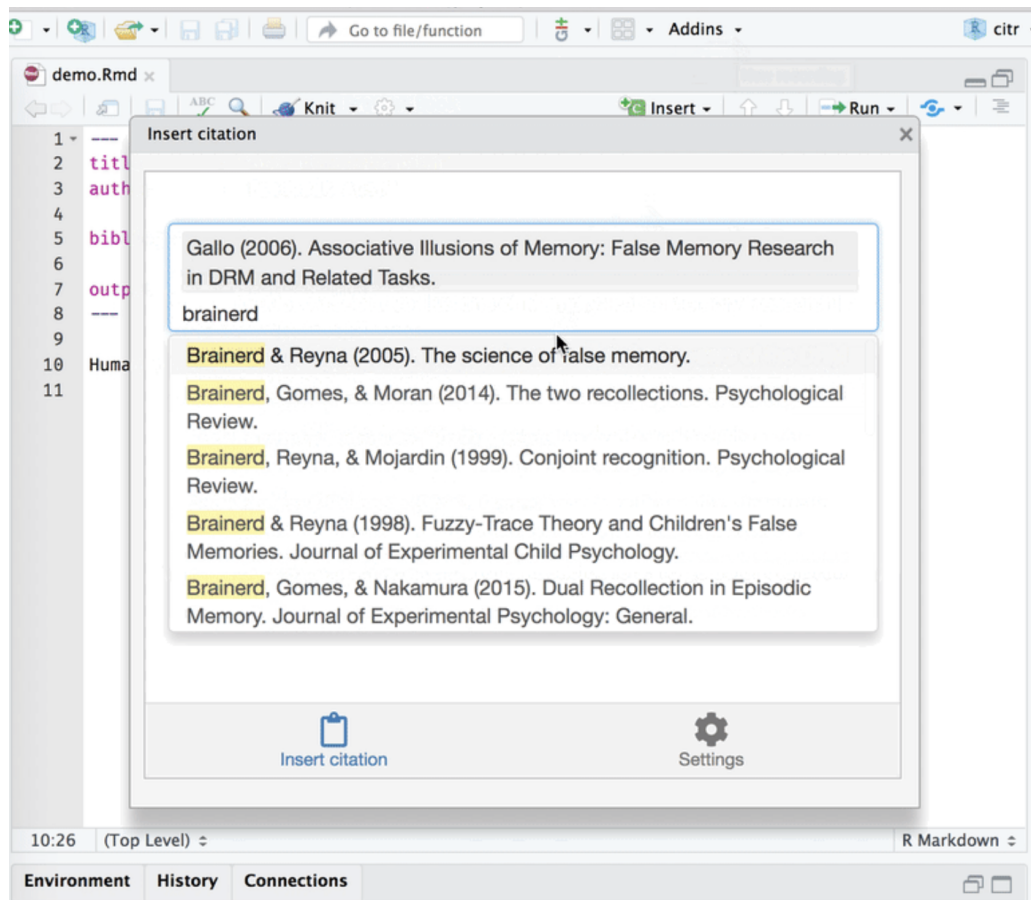 Go to file/function
Addins
citr
demo.Rmd
ABC
Knit
Insert
Run
1 ---
Insert citation
2 titl
3 auth
4
5 bibl
6
7 outp
8 ---
9
10 Huma
11
Gallo (2006). Associative Illusions of Memory: False Memory Research
in DRM and Related Tasks.
brainerd
Brainerd & Reyna (2005). The science of false memory.
Brainerd, Gomes, & Moran (2014). The two recollections. Psychological
Review.
Brainerd, Reyna, & Mojardin (1999). Conjoint recognition. Psychological
Review.
Brainerd & Reyna (1998). Fuzzy-Trace Theory and Children's False
Memories. Journal of Experimental Child Psychology.
Brainerd, Gomes, & Nakamura (2015). Dual Recollection in Episodic
Memory. Journal of Experimental Psychology: General.
Insert citation
Settings
10:26
(Top Level)
R Markdown
Environment
History
Connections